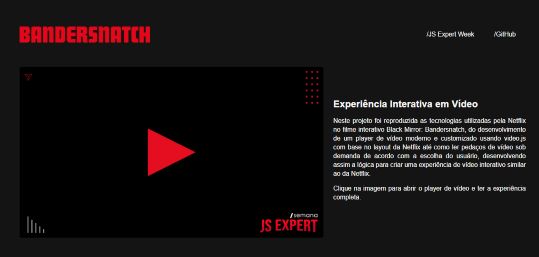 BANDERSNATCH
/JS Expert Week
/GitHub
/semana
JS EXPERT
Experiência Interativa em Vídeo
Neste projeto foi reproduzida as tecnologias utilizadas pela Netflix
no filme interativo Black Mirror: Bandersnatch, do desenvolvimento
de um player de vídeo moderno e customizado usando video.js
com base no layout da Netflix até como ler pedaços de vídeo sob
demanda de acordo com a escolha do usuário, desenvolvendo
assim a lógica para criar uma experiência de vídeo interativo similar
ao da Netflix.
Clique na imagem para abrir o player de vídeo e ter a experiência
completa.